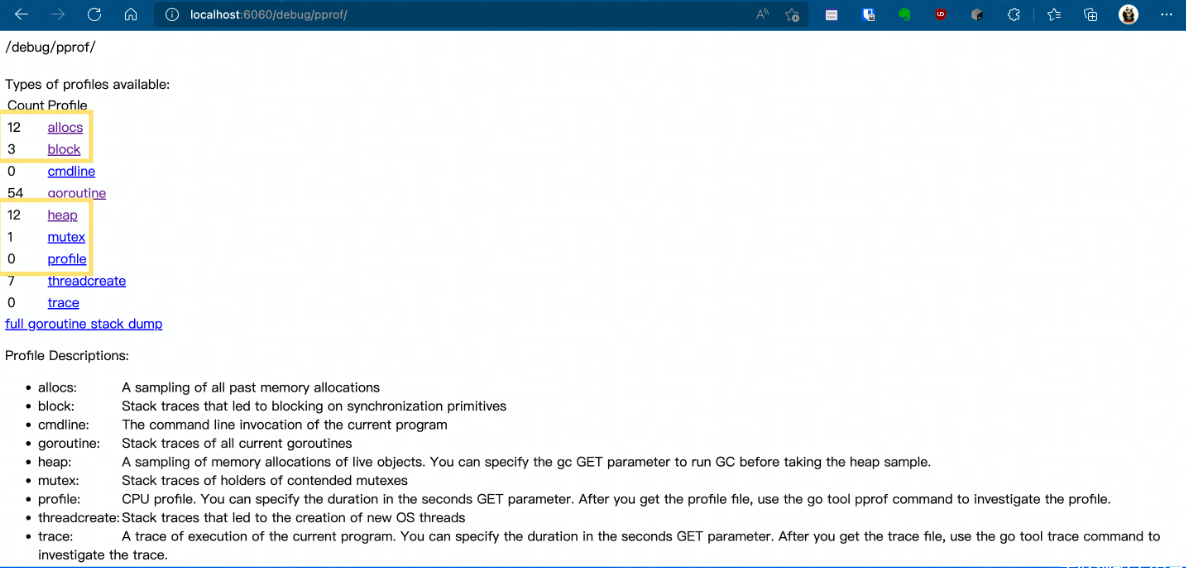 localhost:6060/debug/pprof/
/debug/pprof/
Types of profiles available:
Count Profile
12 allocs
3 block
0 cmdline
54 goroutine
12 heap
1 mutex
0 profile
7 threadcreate
0 trace
full goroutine stack dump
Profile Descriptions:
• allocs: A sampling of all past memory allocations
• block: Stack traces that led to blocking on synchronization primitives
• cmdline: The command line invocation of the current program
• goroutine: Stack traces of all current goroutines
• heap: A sampling of memory allocations of live objects. You can specify the gc GET parameter to run GC before taking the heap sample.
• mutex: Stack traces of holders of contended mutexes
• profile: CPU profile. You can specify the duration in the seconds GET parameter. After you get the profile file, use the go tool pprof command to investigate the profile.
• threadcreate: Stack traces that led to the creation of new OS threads
• trace: A trace of execution of the current program. You can specify the duration in the seconds GET parameter. After you get the trace file, use the go tool trace command to
investigate the trace.